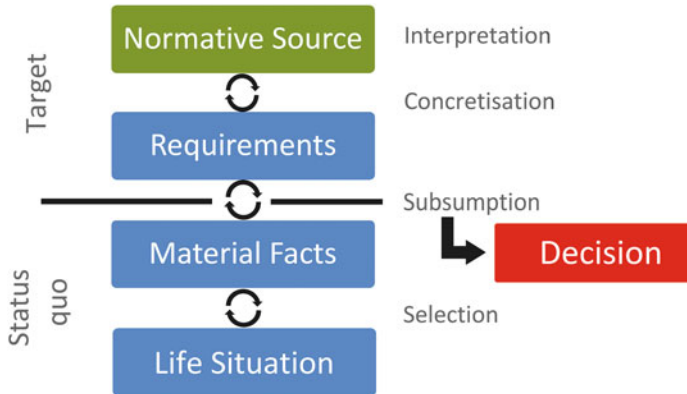 Normative Source
Interpretation
Target
Concretisation
Requirements
Subsumption
Material Facts
Decision
Status
quo
Selection
Life Situation